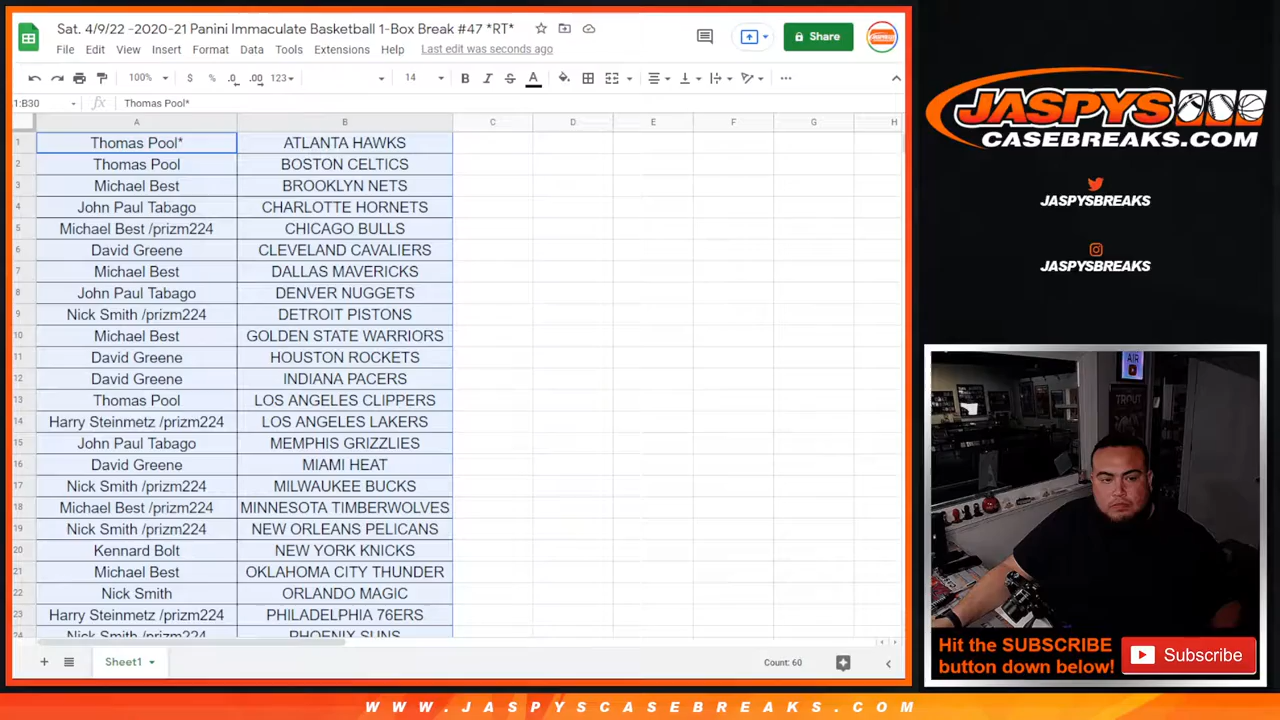 Sat. 4/9/22 -2020-21 Panini Immaculate Basketball 1-Box Break #47 *RT*
File Edit View Insert Format Data Tools Extensions Help Last edit was seconds ago
Share
100% $ % .0 .00 123 14 B I S A
1:B30 fx Thomas Pool*
A B C D E F G H
1 Thomas Pool* ATLANTA HAWKS
2 Thomas Pool BOSTON CELTICS
3 Michael Best BROOKLYN NETS
4 John Paul Tabago CHARLOTTE HORNETS
5 Michael Best /prizm224 CHICAGO BULLS
6 David Greene CLEVELAND CAVALIERS
7 Michael Best DALLAS MAVERICKS
8 John Paul Tabago DENVER NUGGETS
9 Nick Smith /prizm224 DETROIT PISTONS
10 Michael Best GOLDEN STATE WARRIORS
11 David Greene HOUSTON ROCKETS
12 David Greene INDIANA PACERS
13 Thomas Pool LOS ANGELES CLIPPERS
14 Harry Steinmetz /prizm224 LOS ANGELES LAKERS
15 John Paul Tabago MEMPHIS GRIZZLIES
16 David Greene MIAMI HEAT
17 Nick Smith /prizm224 MILWAUKEE BUCKS
18 Michael Best /prizm224 MINNESOTA TIMBERWOLVES
19 Nick Smith /prizm224 NEW ORLEANS PELICANS
20 Kennard Bolt NEW YORK KNICKS
21 Michael Best OKLAHOMA CITY THUNDER
22 Nick Smith ORLANDO MAGIC
23 Harry Steinmetz /prizm224 PHILADELPHIA 76ERS
24 Nick Smith /prizm224 PHOENIX SUNS
Sheet1
Count: 60
JASPYS
CASEBREAKS.COM
JASPYSBREAKS
JASPYSBREAKS
AIR
TROUT
Hit the SUBSCRIBE
button down below!
Subscribe
WWW.JASPYSCASEBREAKS.COM